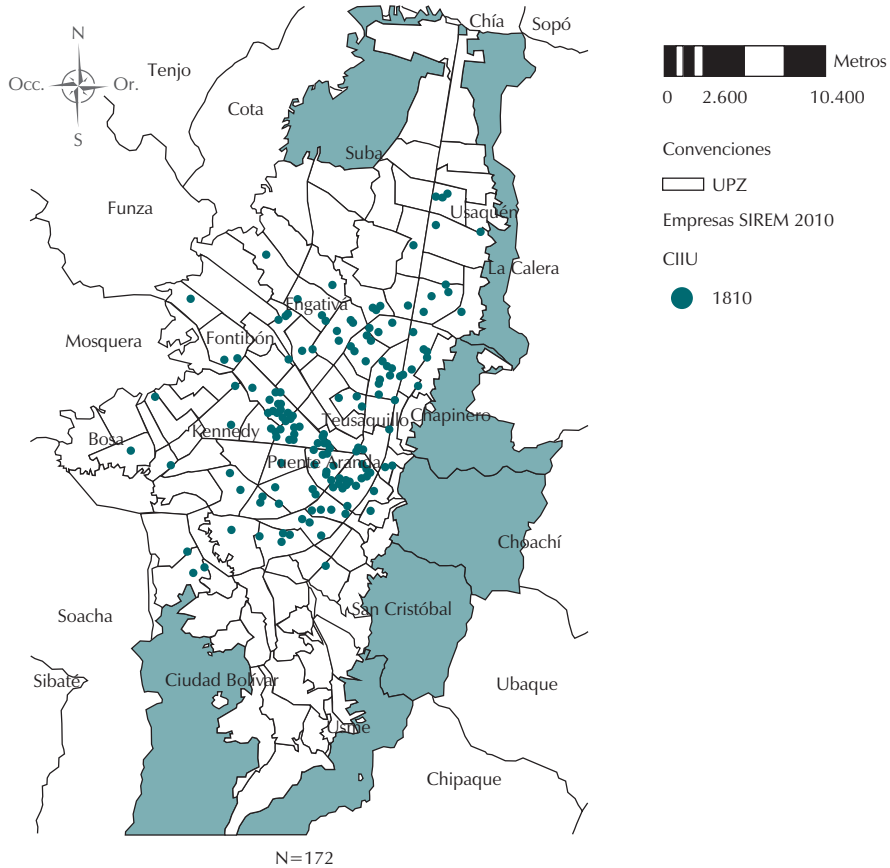 Chía
Sopó
N
Tenjo
Occ.
Or.
Cota
S
Suba
Funza
Usaquén
La Calera
Engativá
Fontibón
Mosquera
Teusaquillo
Chapinero
Kennedy
Bosa
Puente Aranda
Choachí
San Cristóbal
Soacha
Sibaté
Ciudad Bolívar
Ubaque
Usme
Chipaque
N=172
Metros
0 2.600 10.400
Convenciones
UPZ
Empresas SIREM 2010
CIIU
1810